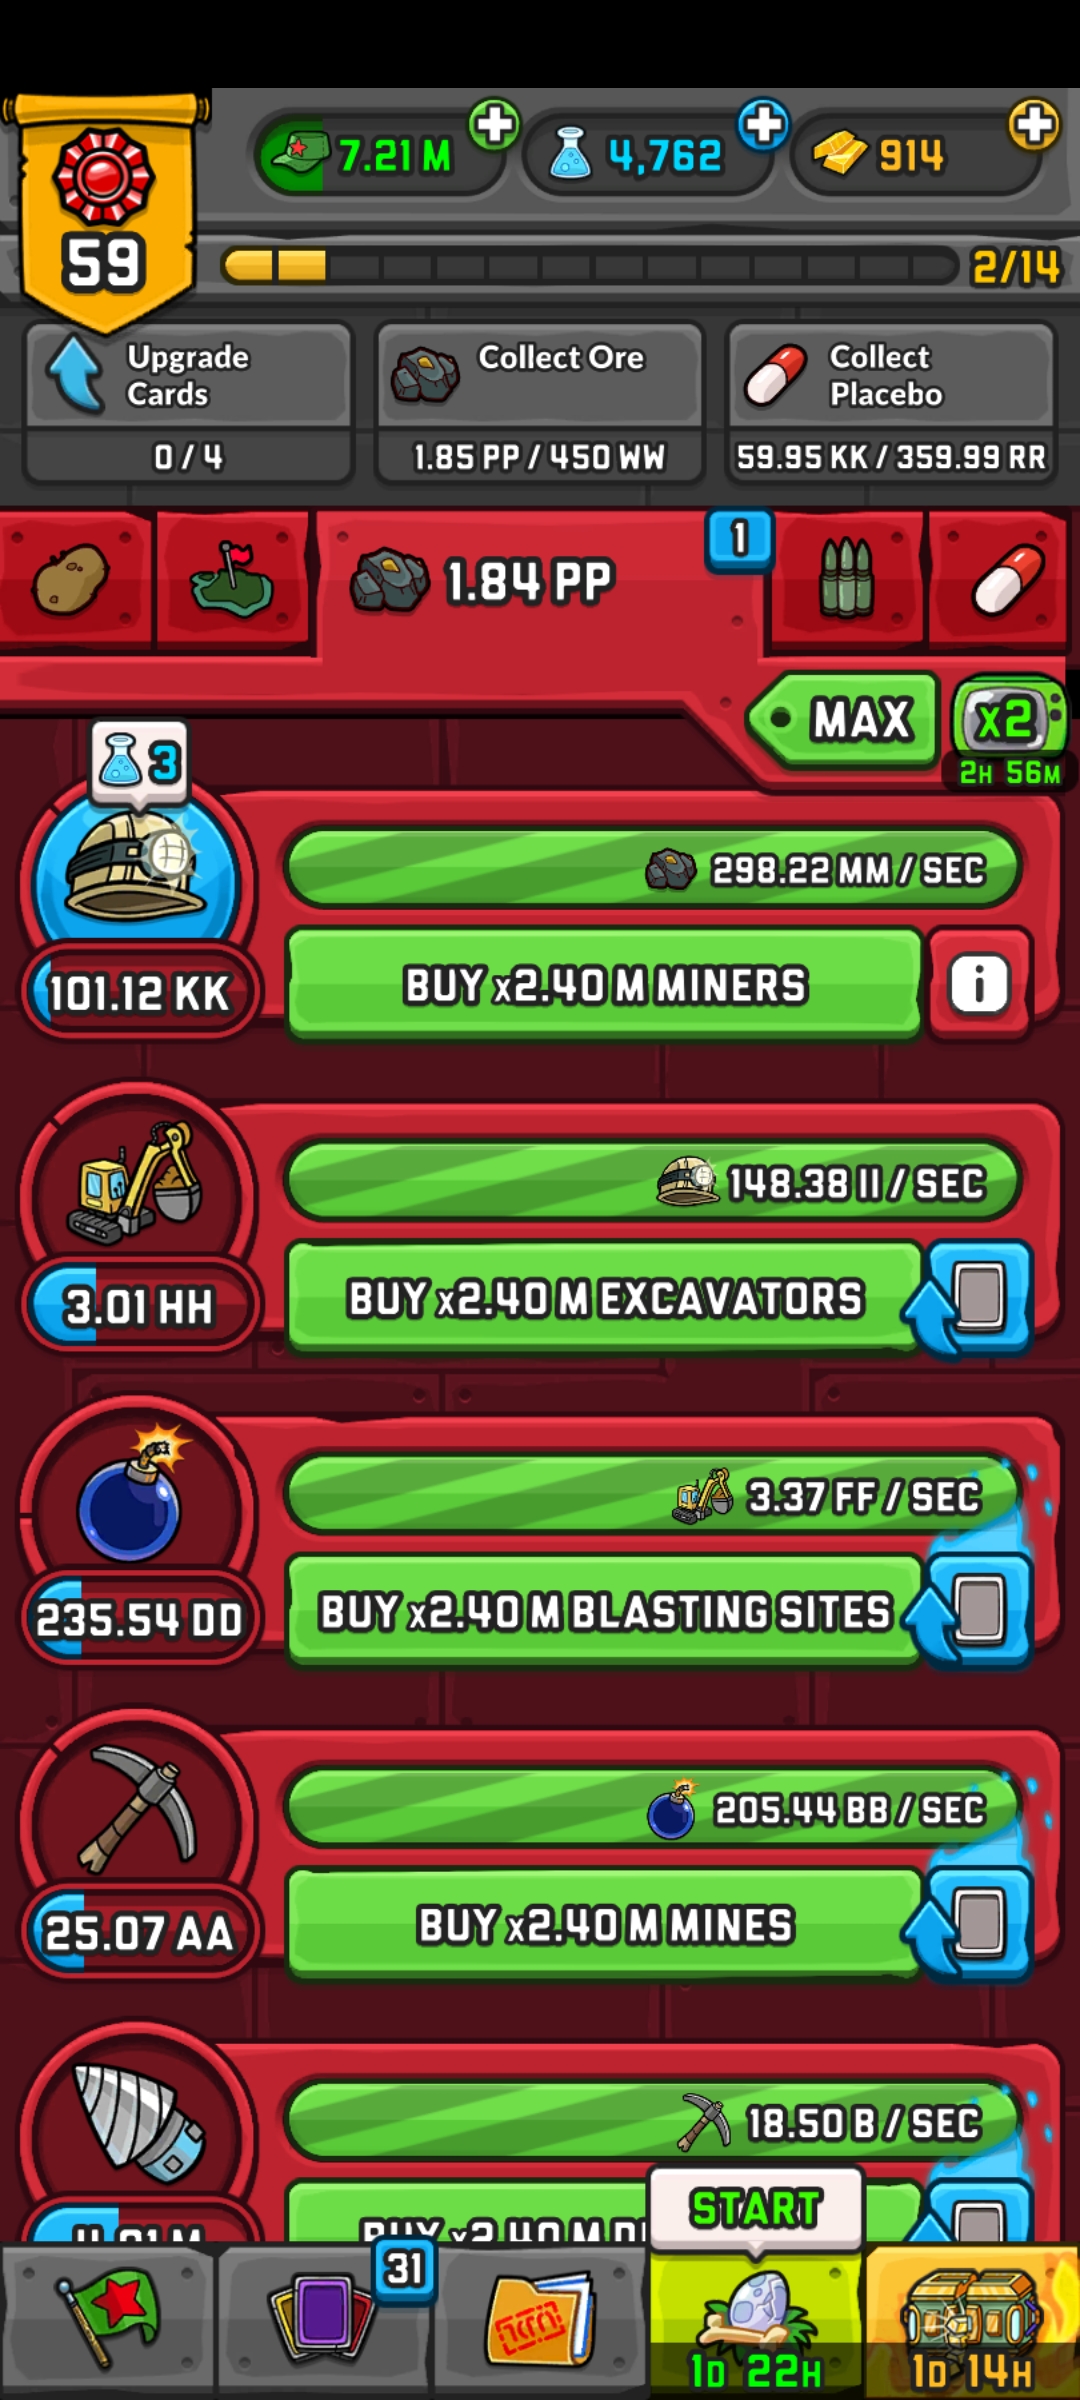 7.21 M
4,762
914
59
2/14
Upgrade
Cards
0 / 4
Collect Ore
1.85 PP / 450 WW
Collect
Placebo
59.95 KK / 359.99 RR
1.84 PP
1
MAX
x2
2H 56M
3
298.22 MM / SEC
101.12 KK
BUY x2.40 M MINERS
i
148.38 II / SEC
3.01 HH
BUY x2.40 M EXCAVATORS
3.37 FF / SEC
235.54 DD
BUY x2.40 M BLASTING SITES
205.44 BB / SEC
25.07 AA
BUY x2.40 M MINES
18.50 B / SEC
BUY x2.40 M
START
31
1D 22H
1D 14H